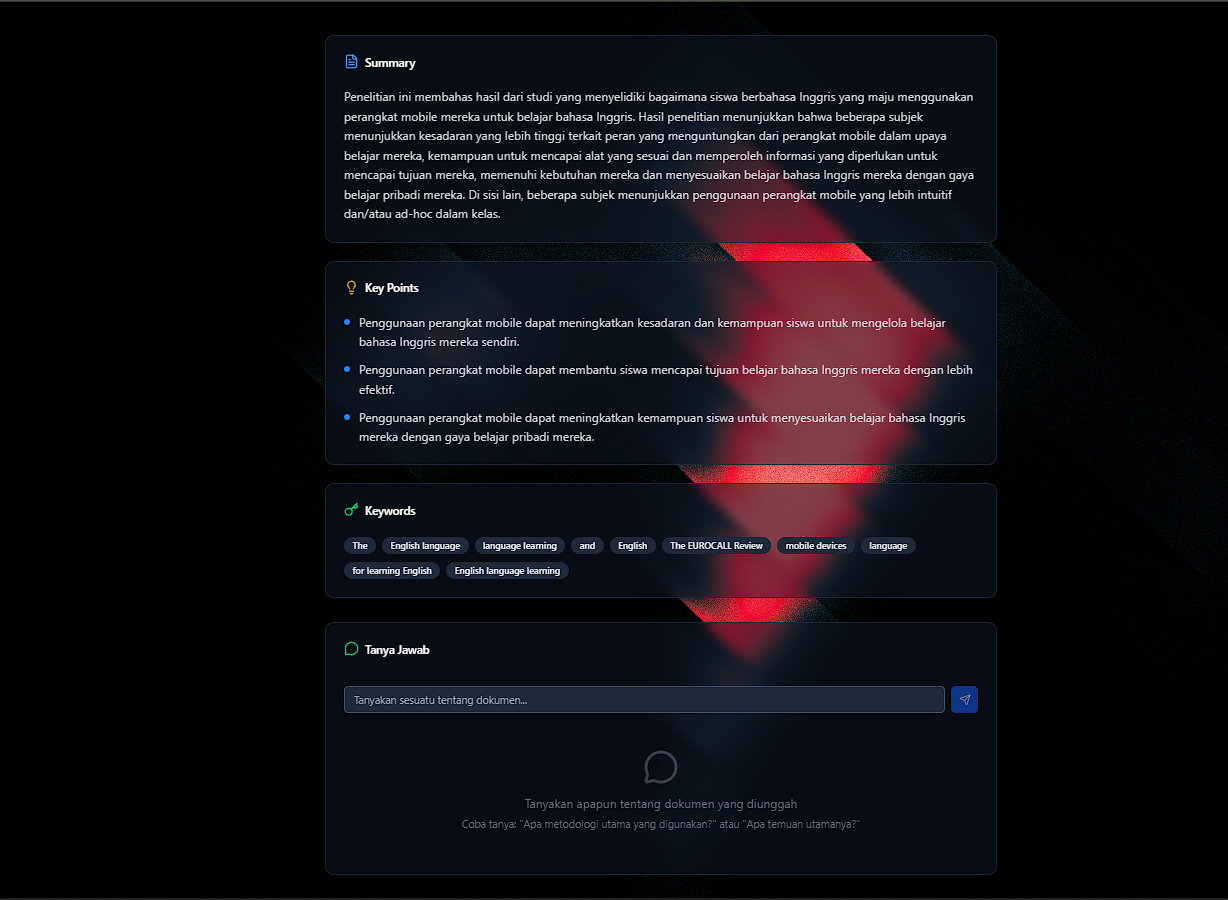 Summary
Penelitian ini membahas hasil dari studi yang menyelidiki bagaimana siswa berbahasa Inggris yang maju menggunakan
perangkat mobile mereka untuk belajar bahasa Inggris. Hasil penelitian menunjukkan bahwa beberapa subjek
menunjukkan kesadaran yang lebih tinggi terkait peran yang menguntungkan dari perangkat mobile dalam upaya
belajar mereka, kemampuan untuk mencapai alat yang sesuai dan memperoleh informasi yang diperlukan untuk
mencapai tujuan mereka, memenuhi kebutuhan mereka dan menyesuaikan belajar bahasa Inggris mereka dengan gaya
belajar pribadi mereka. Di sisi lain, beberapa subjek menunjukkan penggunaan perangkat mobile yang lebih intuitif
dan/atau ad-hoc dalam kelas.
Key Points
Penggunaan perangkat mobile dapat meningkatkan kesadaran dan kemampuan siswa untuk mengelola belajar
bahasa Inggris mereka sendiri.
Penggunaan perangkat mobile dapat membantu siswa mencapai tujuan belajar bahasa Inggris mereka dengan lebih
efektif.
Penggunaan perangkat mobile dapat meningkatkan kemampuan siswa untuk menyesuaikan belajar bahasa Inggris
mereka dengan gaya belajar pribadi mereka.
Keywords
The English language language learning and English The EUROCALL Review mobile devices language
for learning English English language learning
Tanya Jawab
Tanyakan sesuatu tentang dokumen...
Tanyakan apapun tentang dokumen yang diunggah
Coba tanya: "Apa metodologi utama yang digunakan?" atau "Apa temuan utamanya?"